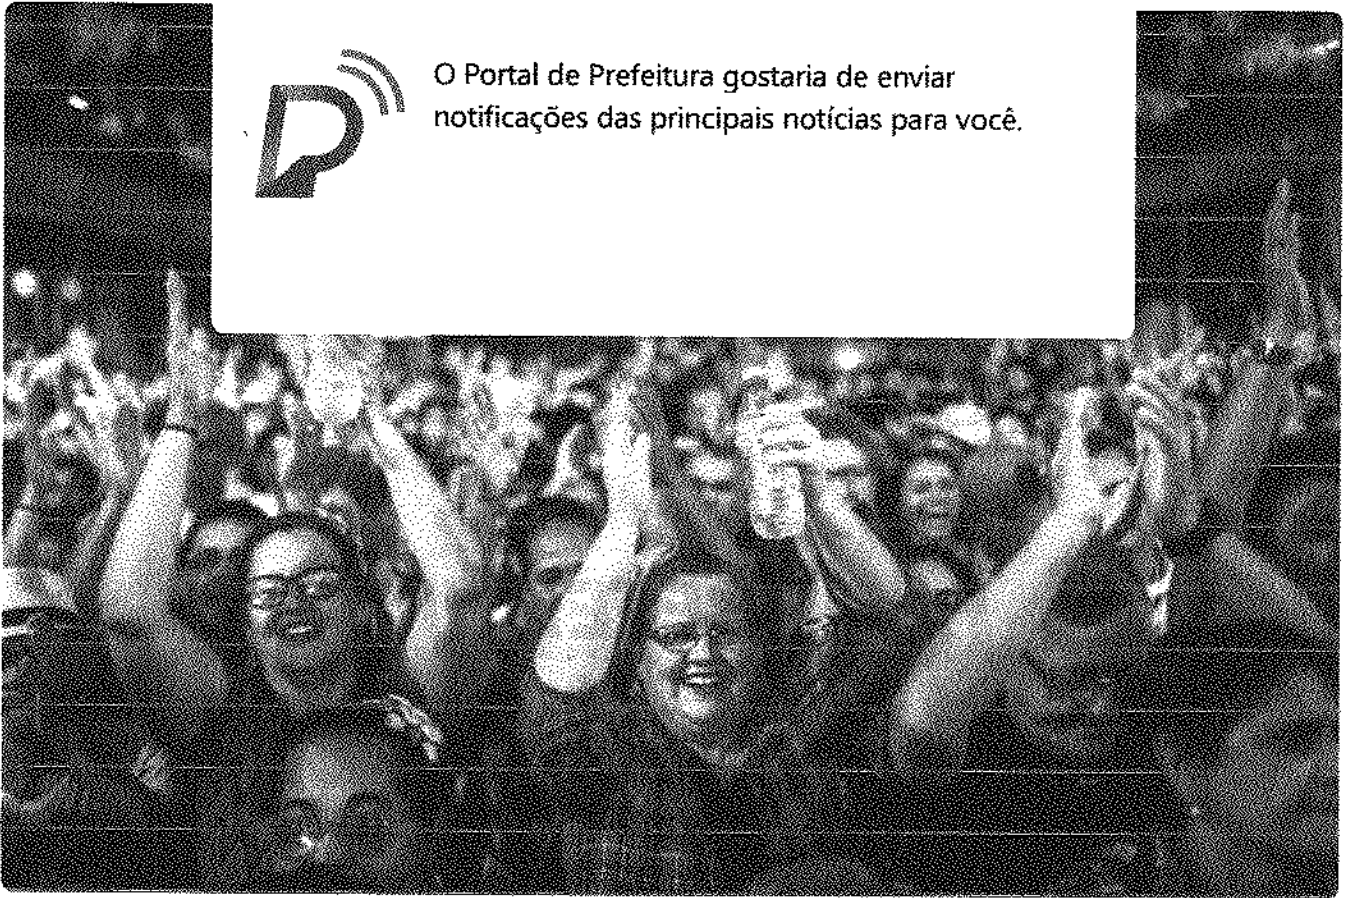 O Portal de Prefeitura gostaria de enviar
notificações das principais notícias para você.